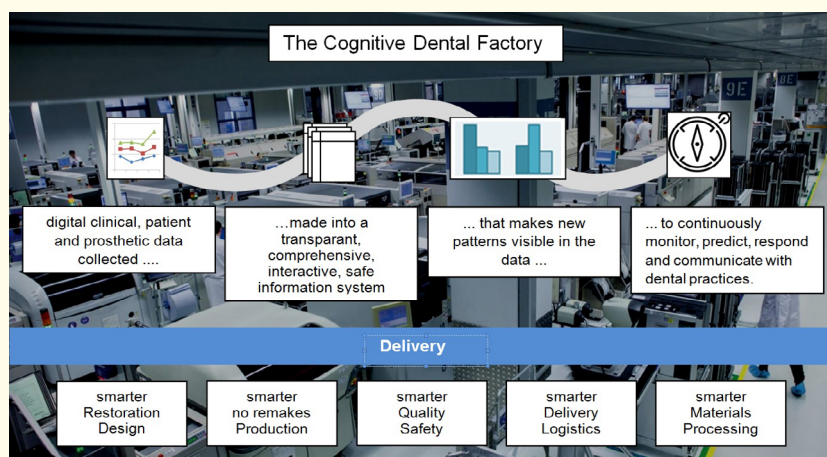 The Cognitive Dental Factory
9E
8E
digital clinical, patient
and prosthetic data
collected ....
...made into a
transparant,
comprehensive,
interactive, safe
information system
... that makes new
patterns visible in the
data ...
... to continuously
monitor, predict, respond
and communicate with
dental practices.
Delivery
smarter
Restoration
Design
smarter
no remakes
Production
smarter
Quality
Safety
smarter
Delivery
Logistics
smarter
Materials
Processing